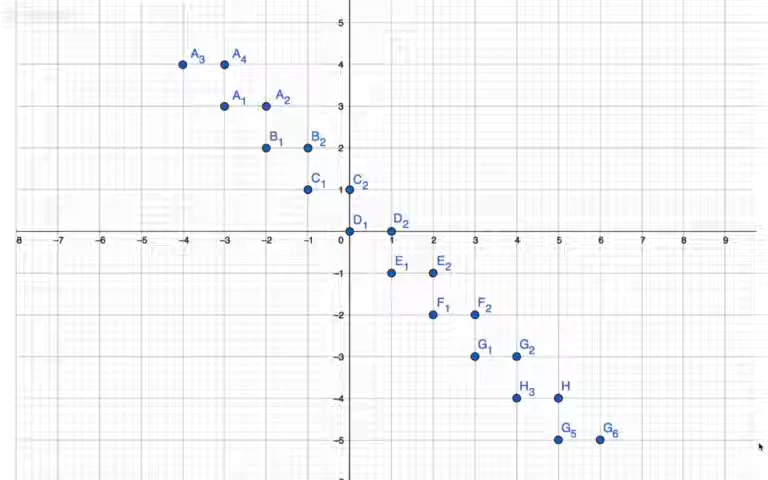 5
A3 A4
4
A1 A2
3
B1 B2
2
C1 C2
1
D1 D2
8 −7 −6 −5 −4 −3 −2 −1 0 1 2 3 4 5 6 7 8 9
E1 E2
−1
F1 F2
−2
G1 G2
−3
H3 H
−4
G5 G6
−5